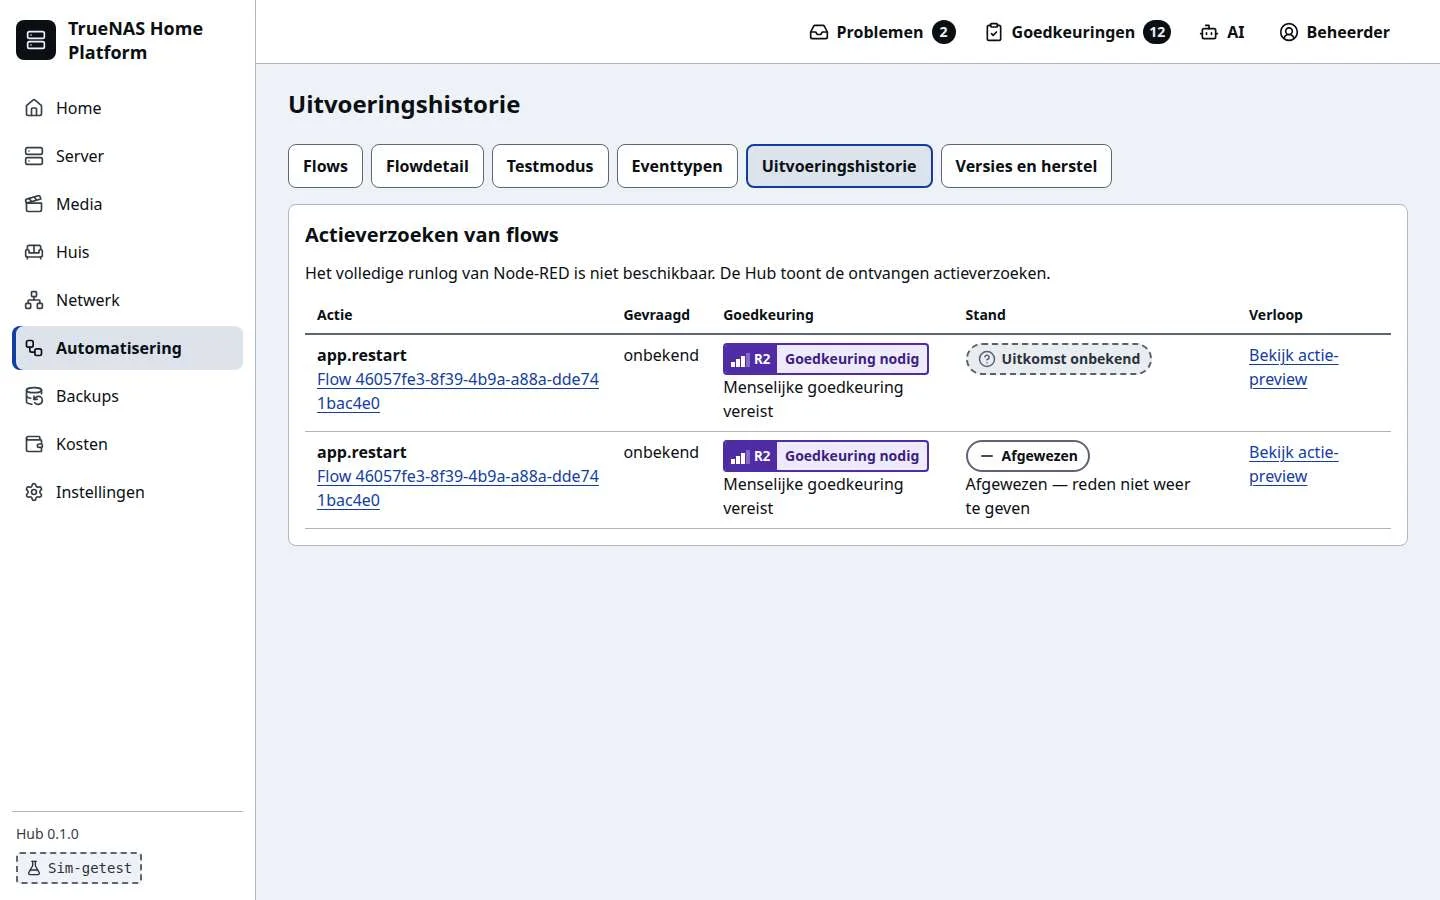 TrueNAS Home
Platform
Problemen 2
Goedkeuringen 12
AI
Beheerder
Home
Server
Media
Huis
Netwerk
Automatisering
Backups
Kosten
Instellingen
Hub 0.1.0
Sim-getest
Uitvoeringshistorie
Flows
Flowdetail
Testmodus
Eventtypen
Uitvoeringshistorie
Versies en herstel
Actieverzoeken van flows
Het volledige runlog van Node-RED is niet beschikbaar. De Hub toont de ontvangen actieverzoeken.
Actie Gevraagd Goedkeuring Stand Verloop
app.restart
Flow 46057fe3-8f39-4b9a-a88a-dde74
1bac4e0
onbekend
R2 Goedkeuring nodig
Menselijke goedkeuring
vereist
Uitkomst onbekend
Bekijk actie-
preview
app.restart
Flow 46057fe3-8f39-4b9a-a88a-dde74
1bac4e0
onbekend
R2 Goedkeuring nodig
Menselijke goedkeuring
vereist
Afgewezen
Afgewezen — reden niet weer
te geven
Bekijk actie-
preview